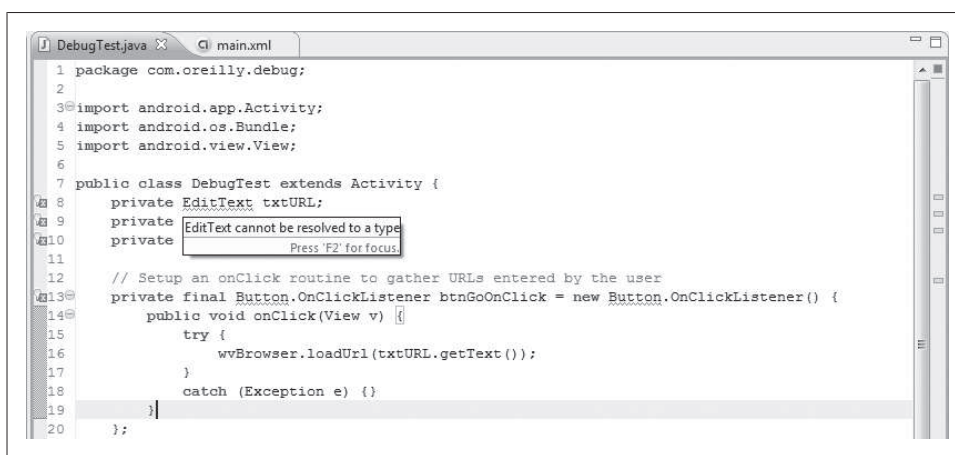 DebugTest.java main.xml
1 package com.oreilly.debug;
2
3 import android.app.Activity;
4 import android.os.Bundle;
5 import android.view.View;
6
7 public class DebugTest extends Activity {
8 private EditText txtURL;
9 private
EditText cannot be resolved to a type
10 private
Press 'F2' for focus.
11
12 // Setup an onClick routine to gather URLs entered by the user
13 private final Button.OnClickListener btnGoOnClick = new Button.OnClickListener() {
14 public void onClick(View v) {
15 try {
16 wvBrowser.loadUrl(txtURL.getText());
17 }
18 catch (Exception e) {}
19 }
20 };